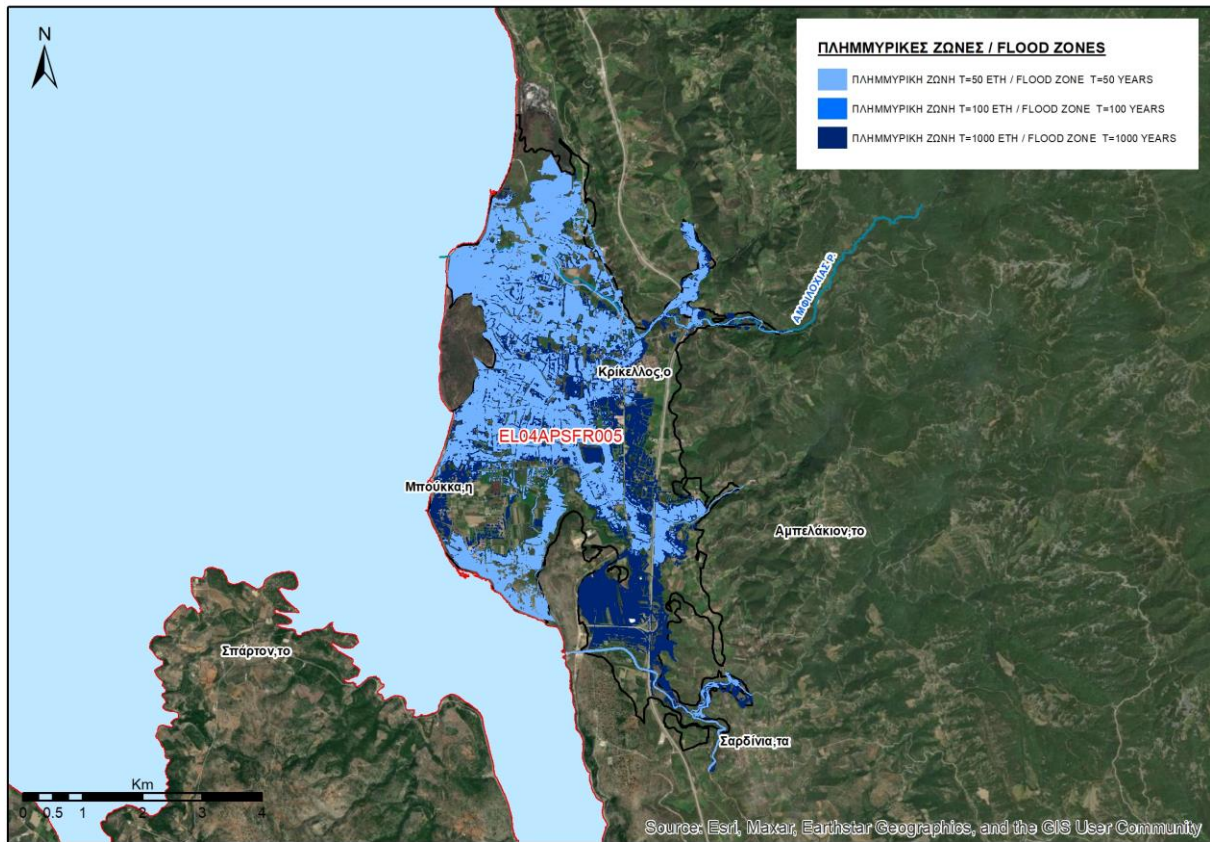 N
ΠΛΗΜΜΥΡΙΚΕΣ ΖΩΝΕΣ / FLOOD ZONES
ΠΛΗΜΜΥΡΙΚΗ ΖΩΝΗ T=50 ΕΤΗ / FLOOD ZONE T=50 YEARS
ΠΛΗΜΜΥΡΙΚΗ ΖΩΝΗ T=100 ΕΤΗ / FLOOD ZONE T=100 YEARS
ΠΛΗΜΜΥΡΙΚΗ ΖΩΝΗ T=1000 ΕΤΗ / FLOOD ZONE T=1000 YEARS
ΑΜΦΙΛΟΧΙΑΣ Ρ.
Κρίκελλος,ο
EL04APSFR005
Μπούκκα,η
Αμπελάκιον,το
Σπάρτον,το
Σαρδίνια,τα
Km
0 0.5 1 2 3 4
Source: Esri, Maxar, Earthstar Geographics, and the GIS User Community